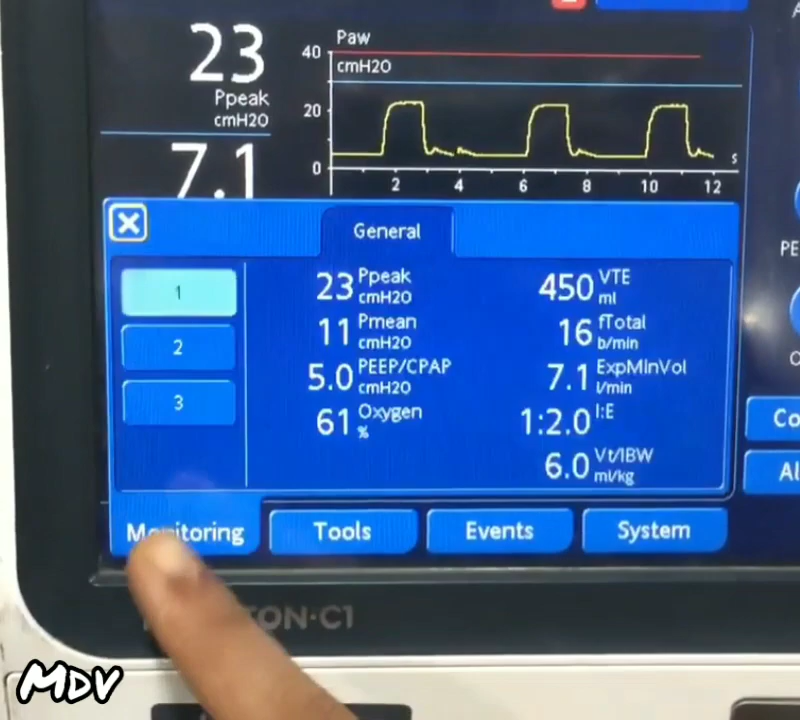 23
Ppeak
cmH2O
7.1
Paw
cmH2O
40
20
0
2 4 6 8 10 12 s
General
1
2
3
23 Ppeak cmH2O
11 Pmean cmH2O
5.0 PEEP/CPAP cmH2O
61 Oxygen %
450 VTE ml
16 fTotal b/min
7.1 ExpMinVol l/min
1:2.0 I:E
6.0 Vt/IBW ml/kg
PE
Co
Al
Monitoring
Tools
Events
System
TON·C1
MDV